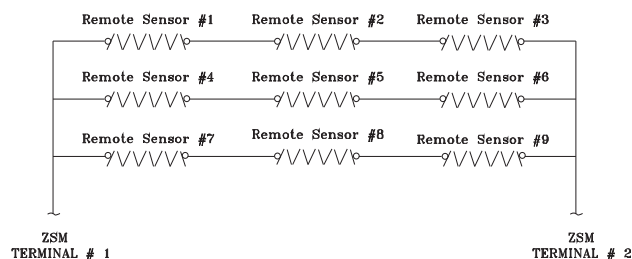 Remote Sensor #1
Remote Sensor #2
Remote Sensor #3
Remote Sensor #4
Remote Sensor #5
Remote Sensor #6
Remote Sensor #7
Remote Sensor #8
Remote Sensor #9
ZSM
TERMINAL # 1
ZSM
TERMINAL # 2